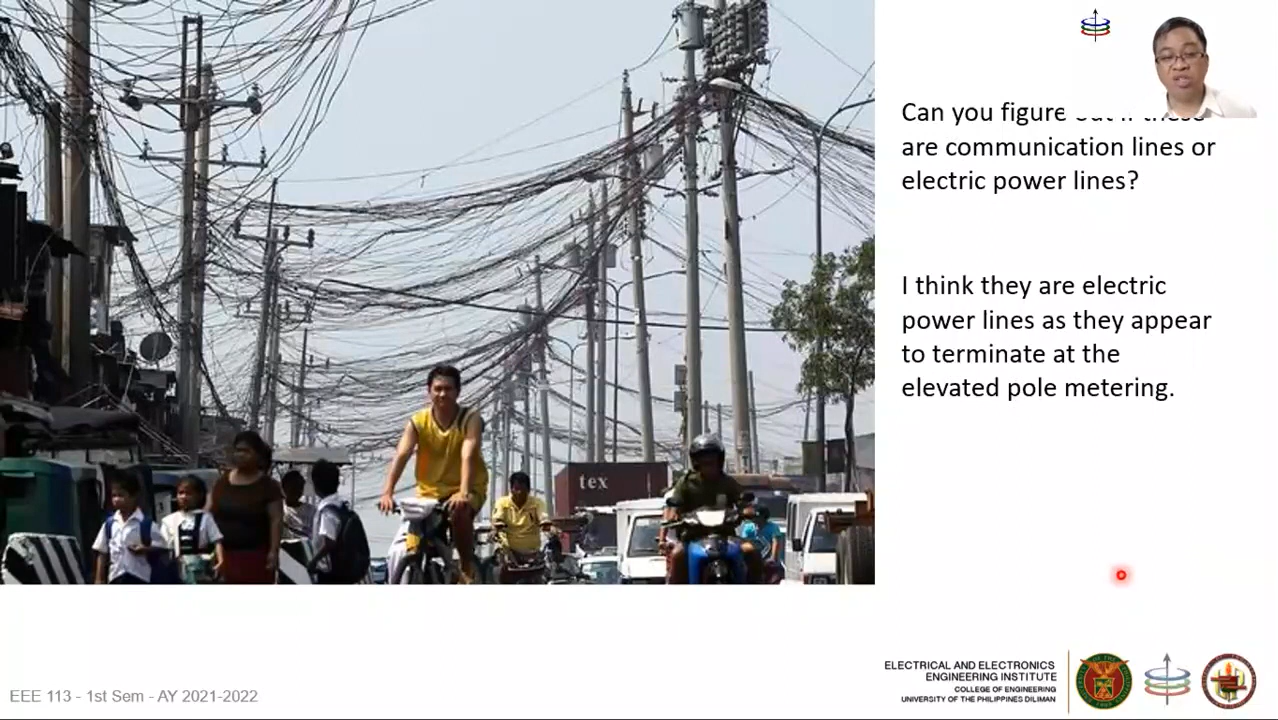 Can you figure
are communication lines or
electric power lines?
I think they are electric
power lines as they appear
to terminate at the
elevated pole metering.
tex
ELECTRICAL AND ELECTRONICS
ENGINEERING INSTITUTE
COLLEGE OF ENGINEERING
UNIVERSITY OF THE PHILIPPINES DILIMAN
EEE 113 - 1st Sem - AY 2021-2022